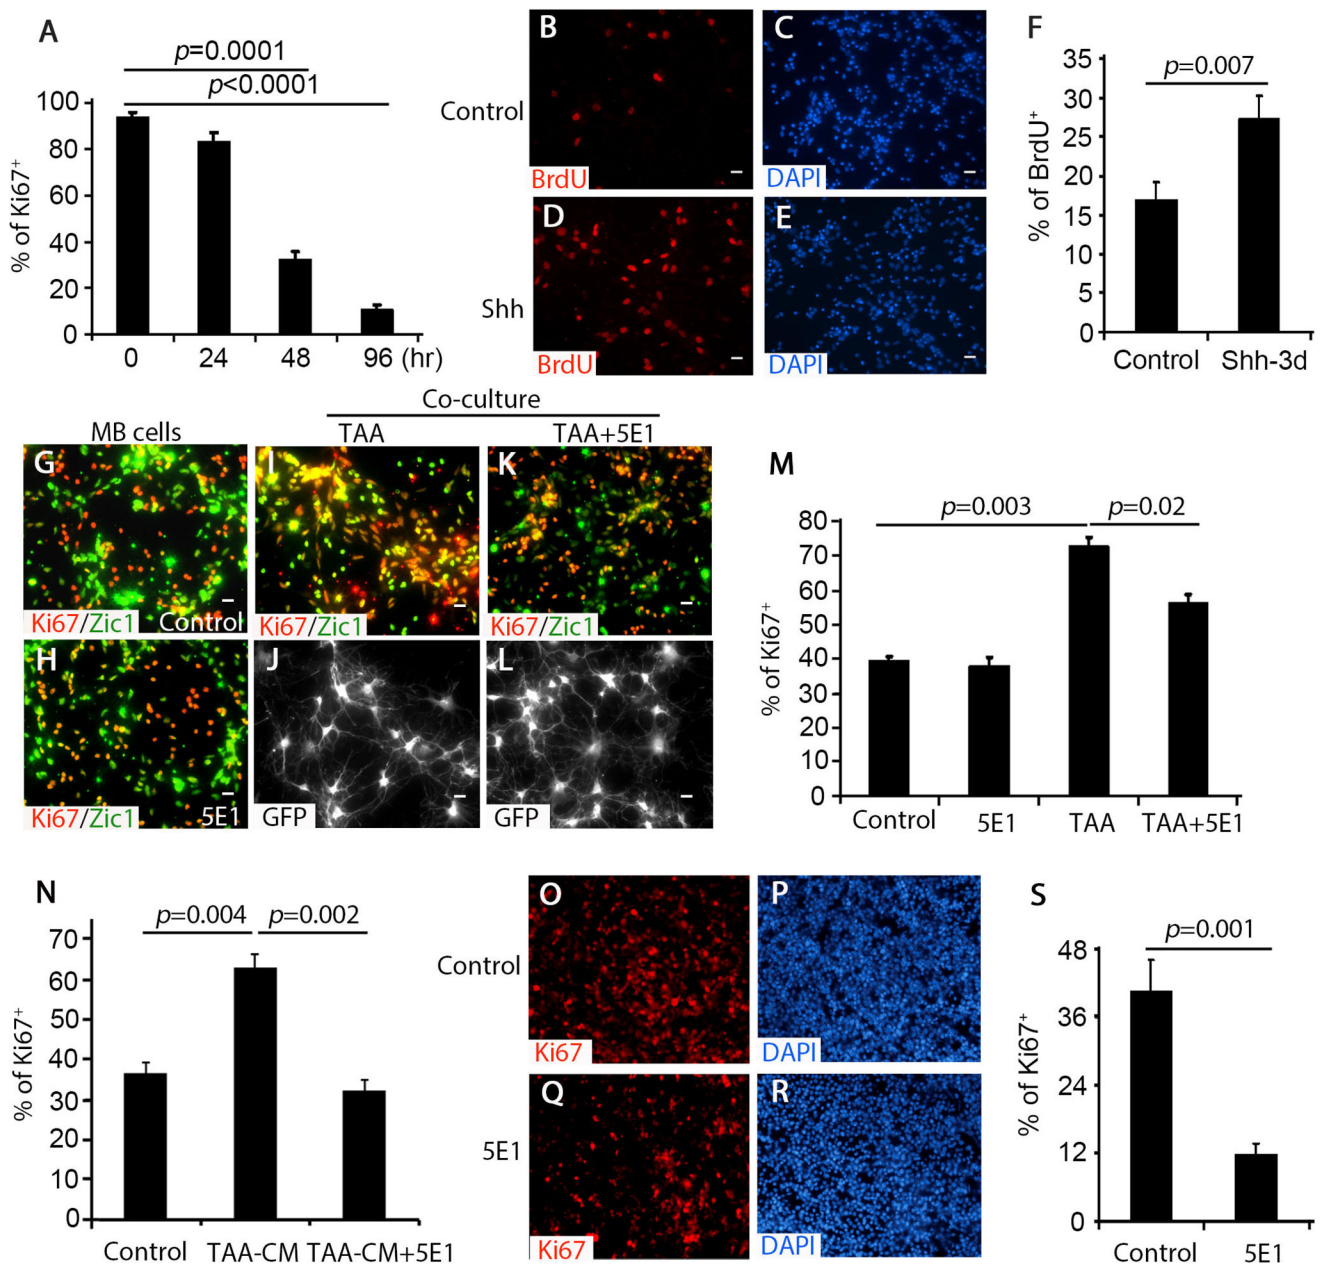 A
p=0.0001
p<0.0001
% of Ki67+
100
80
60
40
20
0
0 24 48 96 (hr)
Control
Shh
B
BrdU
C
DAPI
D
BrdU
E
DAPI
F
p=0.007
% of BrdU+
35
30
25
20
15
10
5
0
Control Shh-3d
Co-culture
MB cells TAA TAA+5E1
G
Ki67/Zic1 Control
I
Ki67/Zic1
K
Ki67/Zic1
H
Ki67/Zic1 5E1
J
GFP
L
GFP
M
p=0.003 p=0.02
% of Ki67+
80
70
60
50
40
30
20
10
0
Control 5E1 TAA TAA+5E1
N
p=0.004 p=0.002
% of Ki67+
70
60
50
40
30
20
10
0
Control TAA-CM TAA-CM+5E1
Control
5E1
O
Ki67
P
DAPI
Q
Ki67
R
DAPI
S
p=0.001
% of Ki67+
48
36
24
12
0
Control 5E1